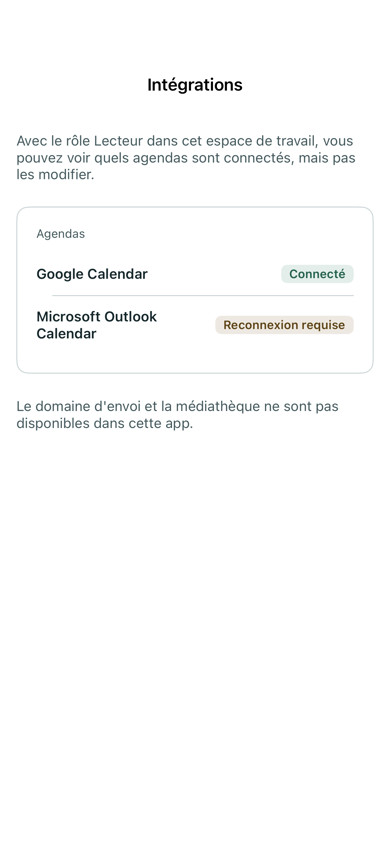 Intégrations
Avec le rôle Lecteur dans cet espace de travail, vous
pouvez voir quels agendas sont connectés, mais pas
les modifier.
Agendas
Google Calendar
Connecté
Microsoft Outlook
Calendar
Reconnexion requise
Le domaine d'envoi et la médiathèque ne sont pas
disponibles dans cette app.